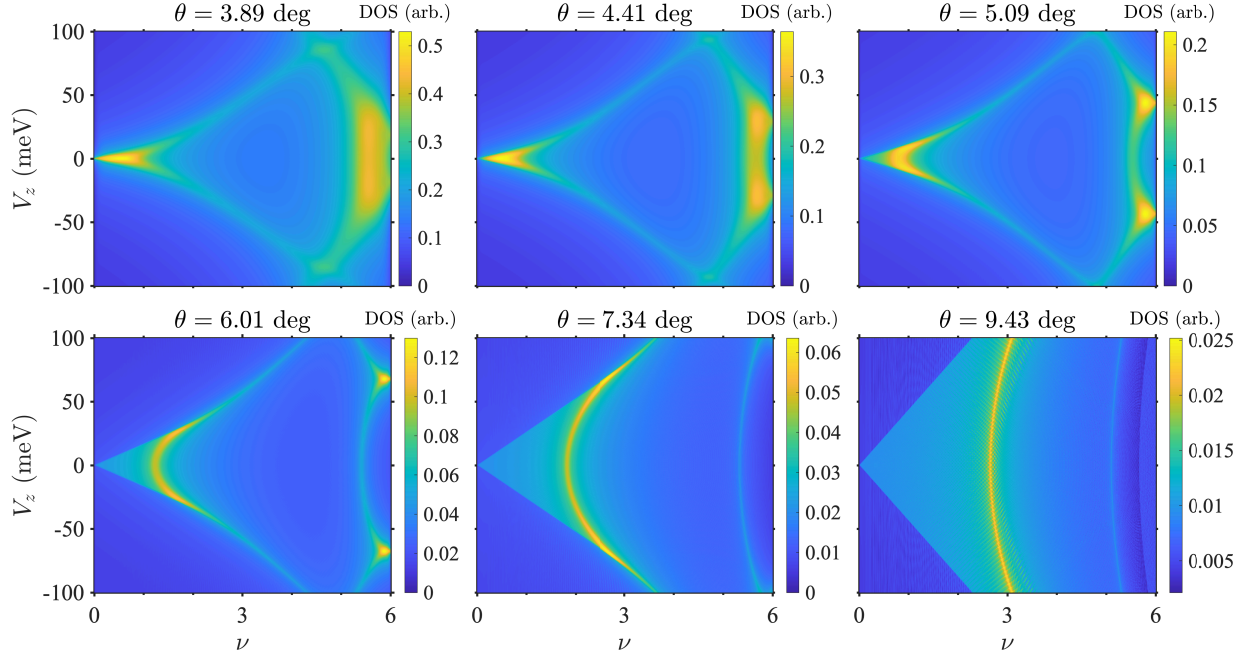 θ = 3.89 deg DOS (arb.) θ = 4.41 deg DOS (arb.) θ = 5.09 deg DOS (arb.)
100 0.5 0.2
50 0.4 0.3 0.15
V_z (meV) 0 0.3 0.2 0.1
-50 0.2 0.1 0.05
-100 0.1 0 0 0
θ = 6.01 deg DOS (arb.) θ = 7.34 deg DOS (arb.) θ = 9.43 deg DOS (arb.)
100 0.12 0.06 0.025
50 0.1 0.05 0.02
0.08 0.04
V_z (meV) 0 0.06 0.03 0.015
-50 0.04 0.02 0.01
0.02 0.01 0.005
-100 0 0
0 3 6 0 3 6 0 3 6
ν ν ν